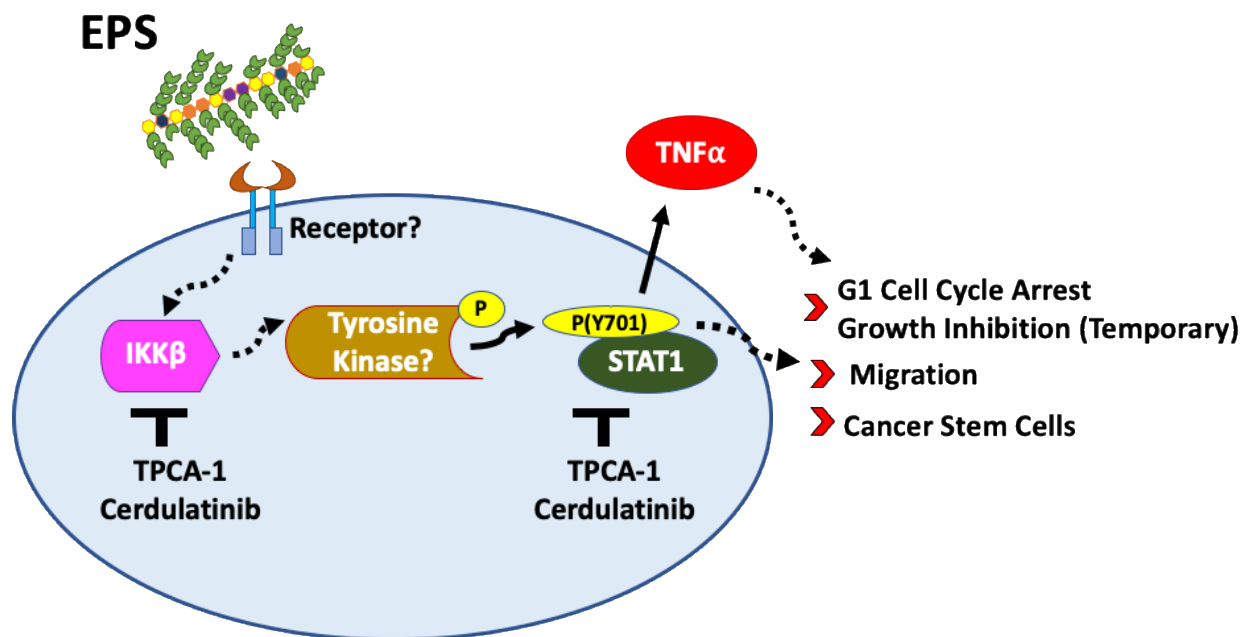 EPS
TNFα
Receptor?
G1 Cell Cycle Arrest
Growth Inhibition (Temporary)
Migration
Cancer Stem Cells
IKKβ
Tyrosine
Kinase?
P
P(Y701)
STAT1
TPCA-1
Cerdulatinib
TPCA-1
Cerdulatinib